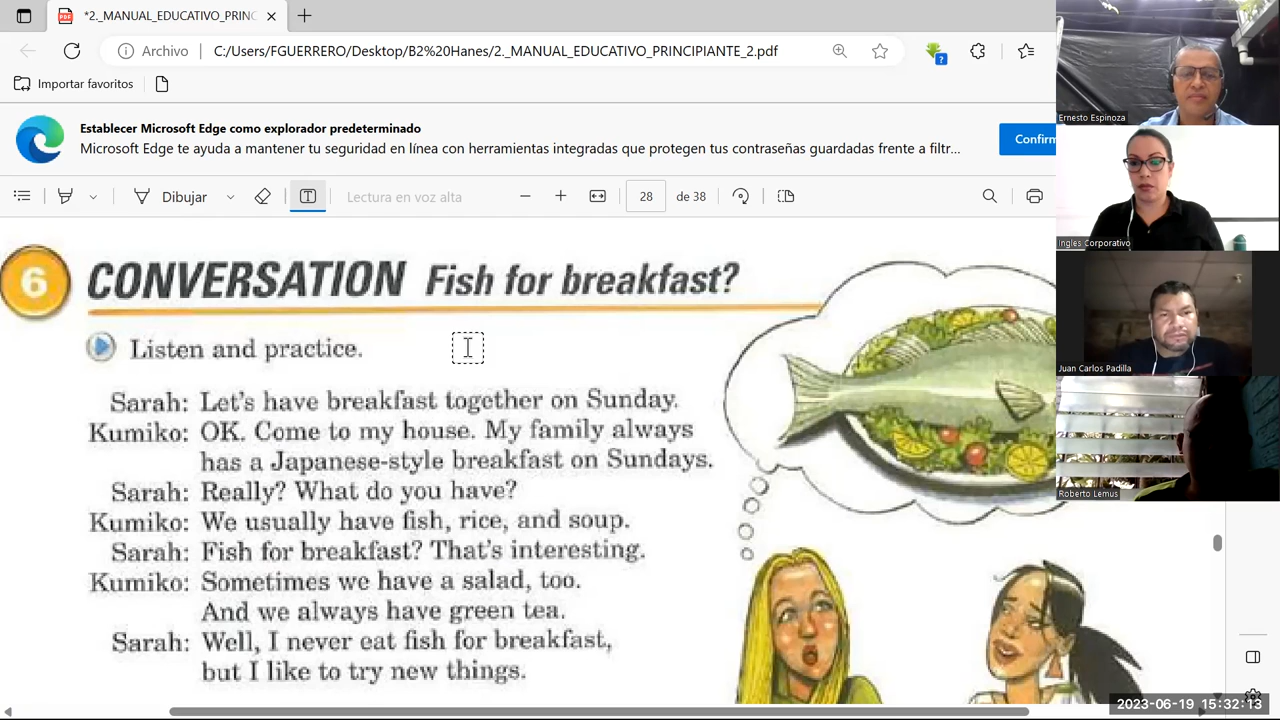 *2._MANUAL_EDUCATIVO_PRINC
Archivo
C:/Users/FGUERRERO/Desktop/B2%20Hanes/2._MANUAL_EDUCATIVO_PRINCIPIANTE_2.pdf
Importar favoritos
Establecer Microsoft Edge como explorador predeterminado
Microsoft Edge te ayuda a mantener tu seguridad en línea con herramientas integradas que protegen tus contraseñas guardadas frente a filtr...
Confirm
Dibujar
Lectura en voz alta
28
de 38
6 CONVERSATION Fish for breakfast?
Listen and practice.
Sarah: Let's have breakfast together on Sunday.
Kumiko: OK. Come to my house. My family always
has a Japanese-style breakfast on Sundays.
Sarah: Really? What do you have?
Kumiko: We usually have fish, rice, and soup.
Sarah: Fish for breakfast? That's interesting.
Kumiko: Sometimes we have a salad, too.
And we always have green tea.
Sarah: Well, I never eat fish for breakfast,
but I like to try new things.
Ernesto Espinoza
Ingles Corporativo
Juan Carlos Padilla
Roberto Lemus
2023-06-19 15:32:13